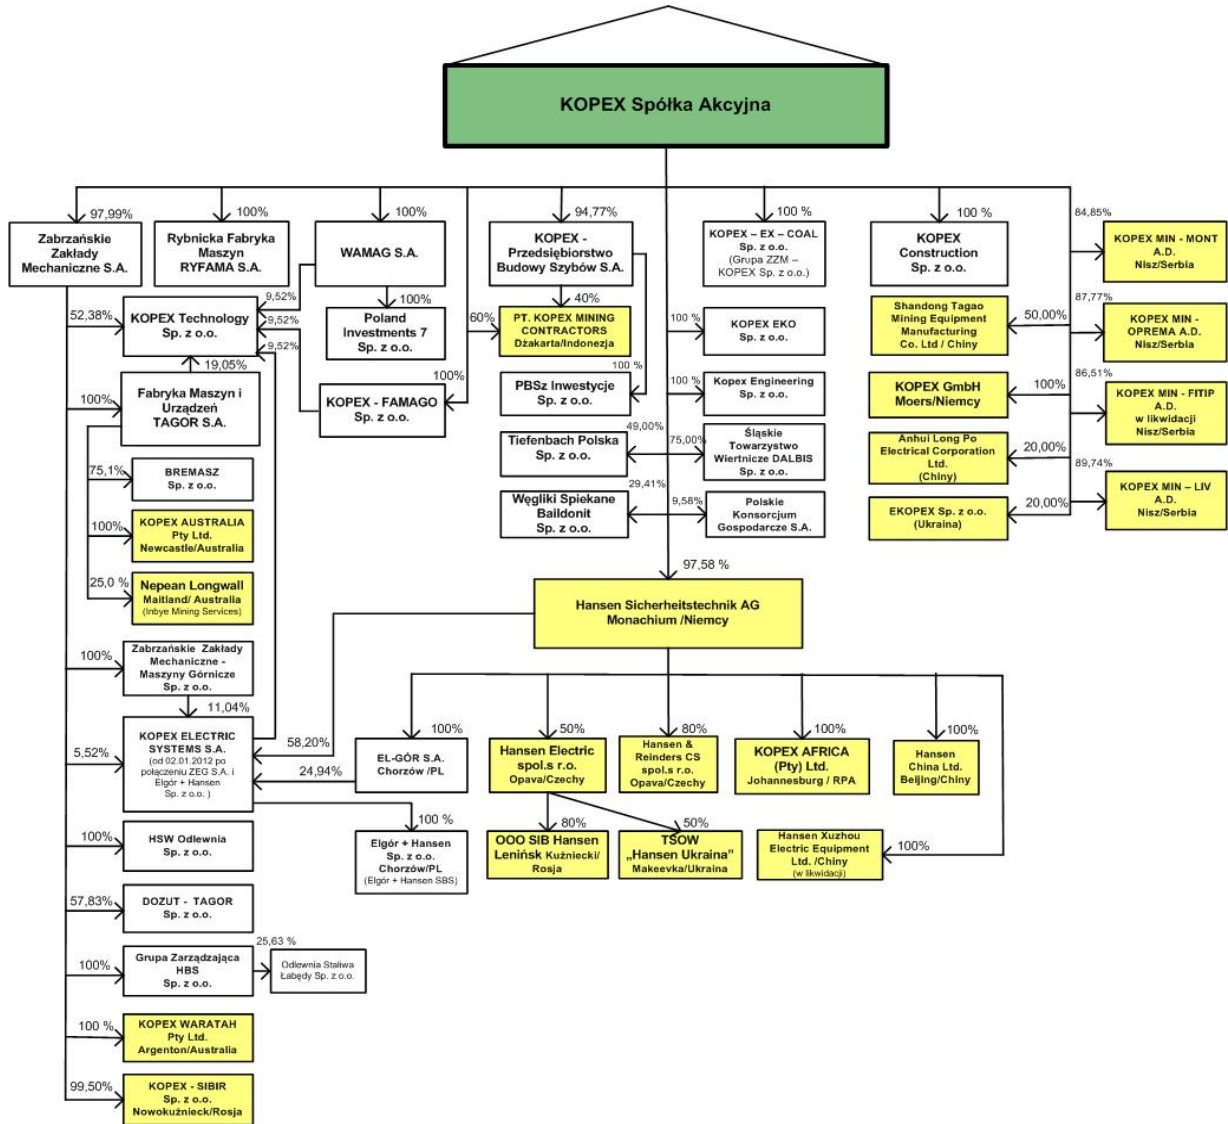 KOPEX Spółka Akcyjna
97,99%
Zabrzańskie
Zakłady
Mechaniczne S.A.
100%
Rybnicka Fabryka
Maszyn
RYFAMA S.A.
100%
WAMAG S.A.
94,77%
KOPEX -
Przedsiębiorstwo
Budowy Szybów S.A.
100 %
KOPEX – EX – COAL
Sp. z o.o.
(Grupa ZZM –
KOPEX Sp. z o.o.)
100 %
KOPEX
Construction
Sp. z o.o.
84,85%
KOPEX MIN - MONT
A.D.
Nisz/Serbia
52,38%
KOPEX Technology
Sp. z o.o.
9,52%
9,52%
9,52%
19,05%
100%
Poland
Investments 7
Sp. z o.o.
60%
40%
PT. KOPEX MINING
CONTRACTORS
Dżakarta/Indonezja
100 %
KOPEX EKO
Sp. z o.o.
Shandong Tagao
Mining Equipment
Manufacturing
Co. Ltd / Chiny
50,00%
87,77%
KOPEX MIN -
OPREMA A.D.
Nisz/Serbia
100%
Fabryka Maszyn i
Urządzeń
TAGOR S.A.
100%
KOPEX - FAMAGO
Sp. z o.o.
100 %
PBSz Inwestycje
Sp. z o.o.
100 %
Kopex Engineering
Sp. z o.o.
KOPEX GmbH
Moers/Niemcy
100%
86,51%
KOPEX MIN - FITIP
A.D.
w likwidacji
Nisz/Serbia
75,1%
BREMASZ
Sp. z o.o.
49,00%
Tiefenbach Polska
Sp. z o.o.
75,00%
Śląskie
Towarzystwo
Wiertnicze DALBIS
Sp. z o.o.
Anhui Long Po
Electrical Corporation
Ltd.
(Chiny)
20,00%
89,74%
KOPEX MIN – LIV
A.D.
Nisz/Serbia
100%
KOPEX AUSTRALIA
Pty Ltd.
Newcastle/Australia
29,41%
Węgliki Spiekane
Baildonit
Sp. z o.o.
9,58%
Polskie
Konsorcjum
Gospodarcze S.A.
EKOPEX Sp. z o.o.
(Ukraina)
20,00%
25,0 %
Nepean Longwall
Maitland/ Australia
(Inbye Mining Services)
97,58 %
Hansen Sicherheitstechnik AG
Monachium /Niemcy
100%
Zabrzańskie Zakłady
Mechaniczne -
Maszyny Górnicze
Sp. z o.o.
11,04%
5,52%
KOPEX ELECTRIC
SYSTEMS S.A.
(od 02.01.2012 po
połączeniu ZEG S.A. i
Elgór + Hansen
Sp. z o.o. )
58,20%
24,94%
100%
EL-GÓR S.A.
Chorzów /PL
50%
Hansen Electric
spol.s r.o.
Opava/Czechy
80%
Hansen &
Reinders CS
spol.s r.o.
Opava/Czechy
100%
KOPEX AFRICA
(Pty) Ltd.
Johannesburg / RPA
100%
Hansen
China Ltd.
Beijing/Chiny
100%
HSW Odlewnia
Sp. z o.o.
100 %
Elgór + Hansen
Sp. z o.o.
Chorzów/PL
(Elgór + Hansen SBS)
80%
OOO SIB Hansen
Leninśk Kuźniecki/
Rosja
50%
TSOW
„Hansen Ukraina”
Makeevka/Ukraina
Hansen Xuzhou
Electric Equipment
Ltd. /Chiny
(w likwidacji)
100%
57,83%
DOZUT - TAGOR
Sp. z o.o.
100%
Grupa Zarządzająca
HBS
Sp. z o.o.
25,63 %
Odlewnia Staliwa
Łabędy Sp. z o.o.
100 %
KOPEX WARATAH
Pty Ltd.
Argenton/Australia
99,50%
KOPEX - SIBIR
Sp. z o.o.
Nowokuźnieck/Rosja